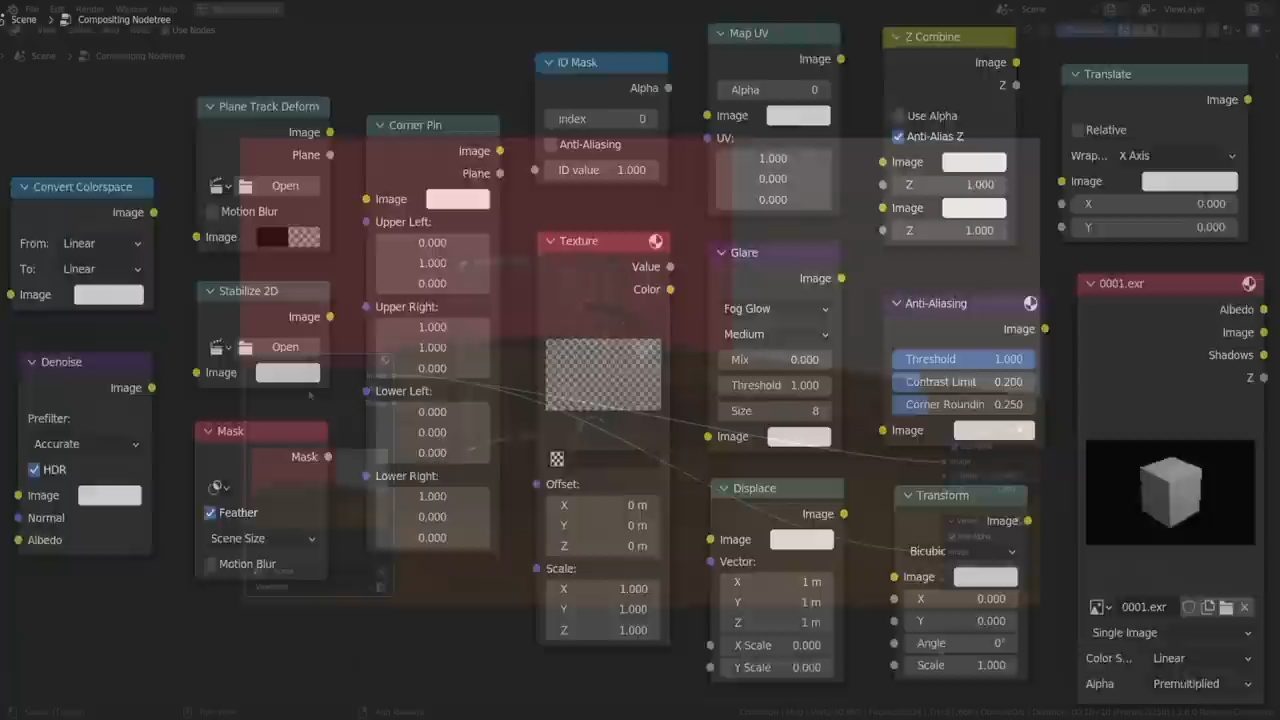 File Edit Render Window Help
Scene
ViewLayer
Scene > Compositing Nodetree
Use Nodes
Scene > Compositing Nodetree
Convert Colorspace
Image
From: Linear
To: Linear
Image
Denoise
Image
Prefilter:
Accurate
HDR
Image
Normal
Albedo
Plane Track Deform
Image
Plane
Open
Motion Blur
Image
Stabilize 2D
Image
Open
Image
Mask
Mask
Feather
Scene Size
Motion Blur
Corner Pin
Image
Plane
Image
Upper Left:
0.000
1.000
0.000
Upper Right:
1.000
1.000
0.000
Lower Left:
0.000
0.000
0.000
Lower Right:
1.000
0.000
0.000
ID Mask
Alpha
Index 0
Anti-Aliasing
ID value 1.000
Texture
Value
Color
Offset:
X 0 m
Y 0 m
Z 0 m
Scale:
X 1.000
Y 1.000
Z 1.000
Map UV
Image
Alpha 0
Image
UV:
1.000
0.000
0.000
Glare
Image
Fog Glow
Medium
Mix 0.000
Threshold 1.000
Size 8
Image
Displace
Image
Image
Vector:
X 1 m
Y 1 m
Z 1 m
X Scale 0.000
Y Scale 0.000
Z Combine
Image
Z
Use Alpha
Anti-Alias Z
Image
Z 1.000
Image
Z 1.000
Anti-Aliasing
Image
Threshold 1.000
Contrast Limit 0.200
Corner Roundin 0.250
Image
Transform
Image
Bicubic
Image
X 0.000
Y 0.000
Angle 0°
Scale 1.000
Translate
Image
Relative
Wrap... X Axis
Image
X 0.000
Y 0.000
0001.exr
Albedo
Image
Shadows
Z
0001.exr
Single Image
Color S... Linear
Alpha Premultiplied